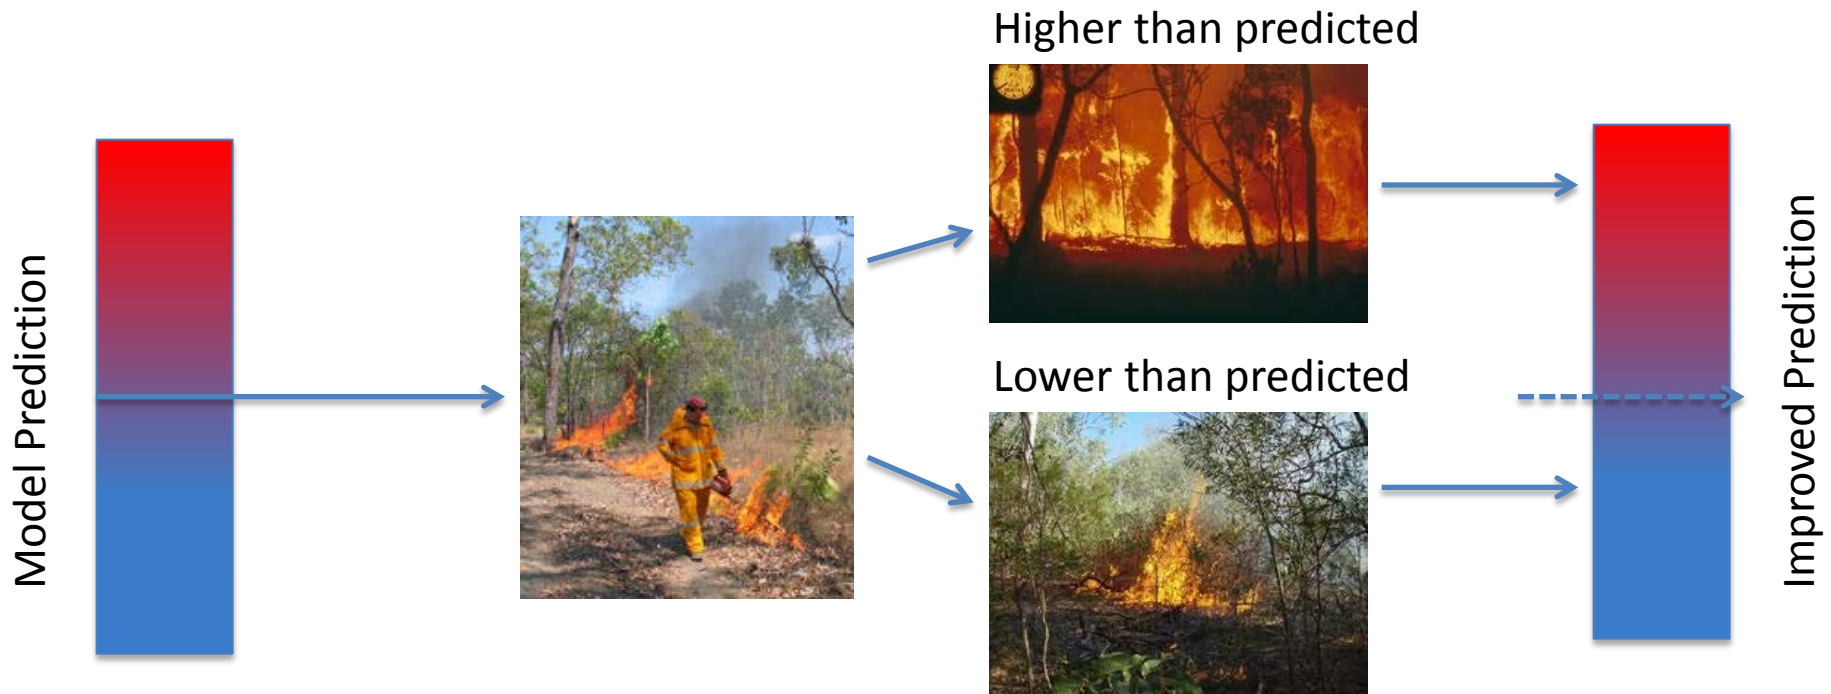 Model Prediction
Higher than predicted
Lower than predicted
Improved Prediction